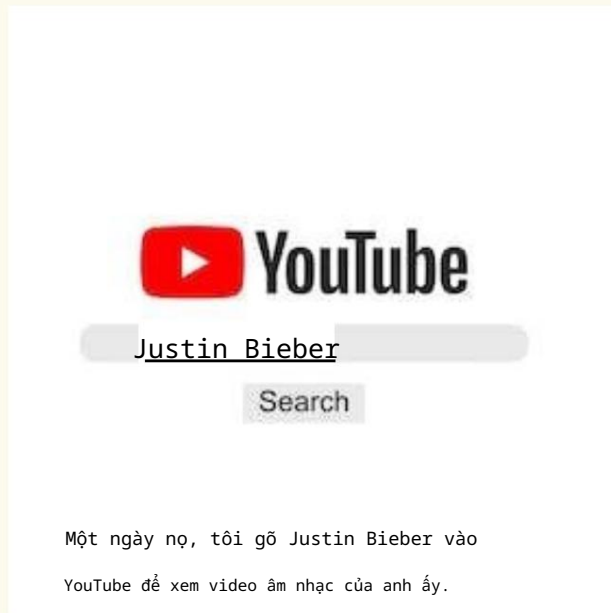 YouTube
Justin Bieber
Search
Một ngày nọ, tôi gõ Justin Bieber vào
YouTube để xem video âm nhạc của anh ấy.